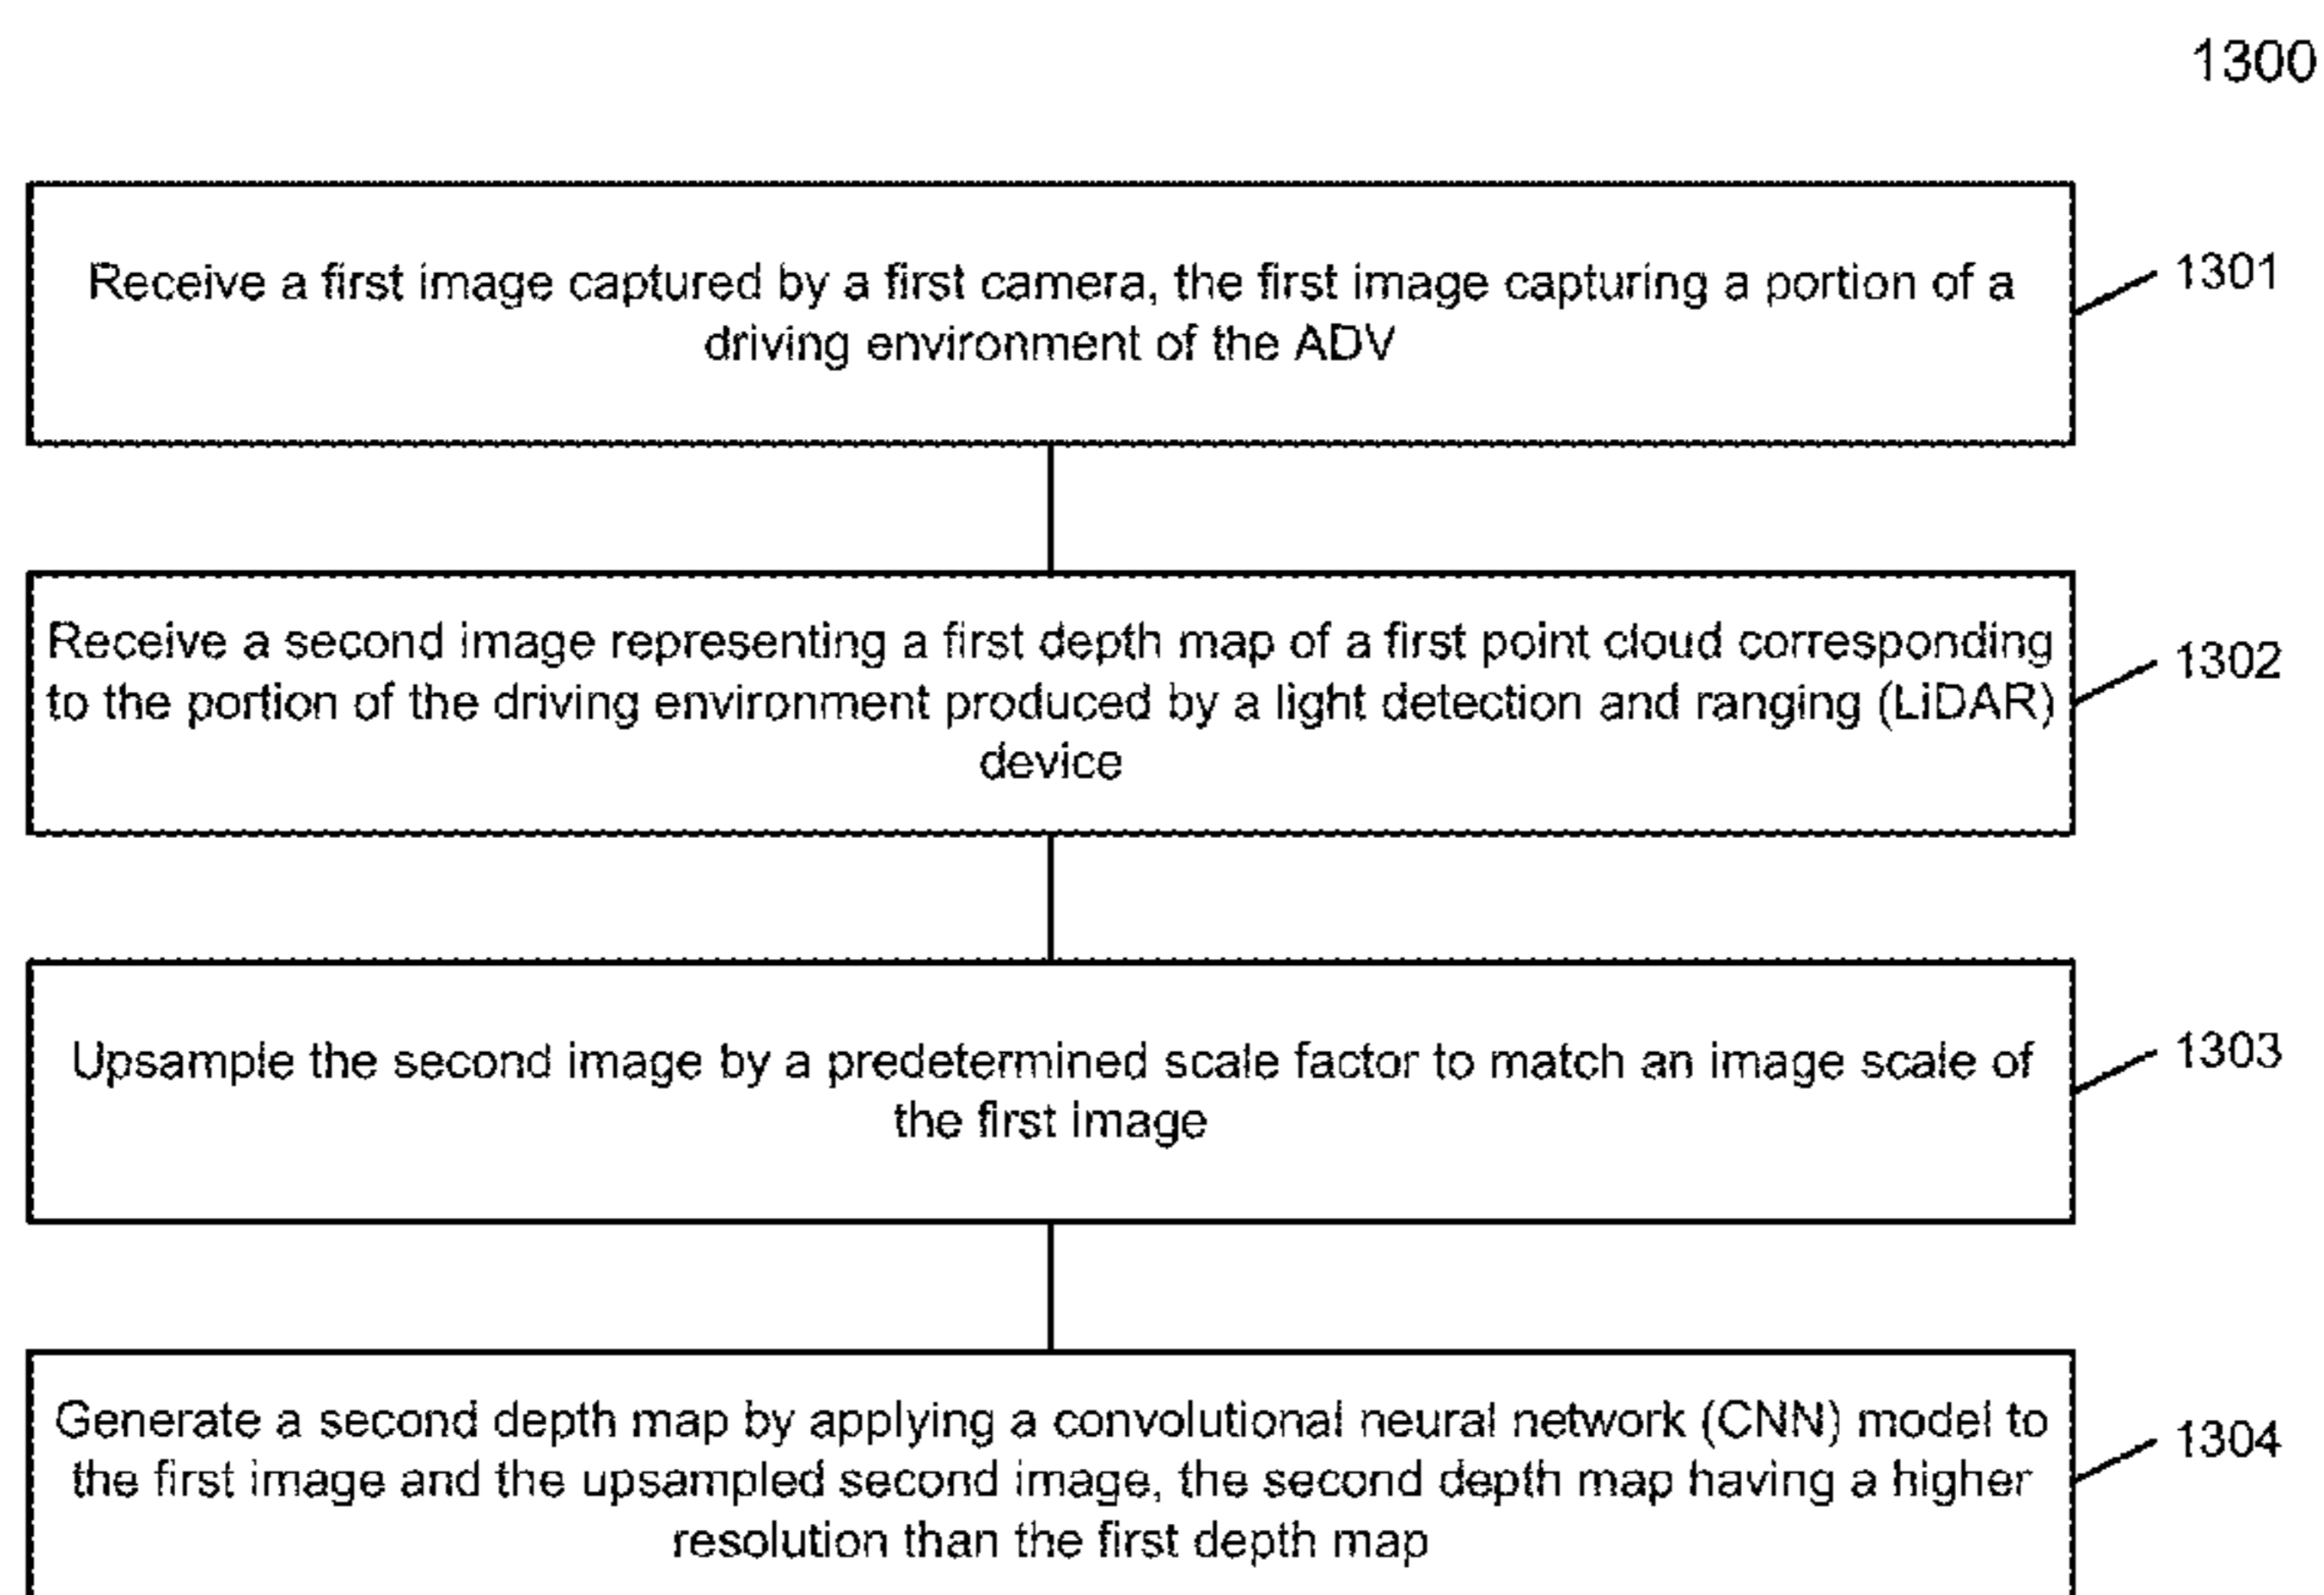 1300
Receive a first image captured by a first camera, the first image capturing a portion of a
driving environment of the ADV
1301
Receive a second image representing a first depth map of a first point cloud corresponding
to the portion of the driving environment produced by a light detection and ranging (LiDAR)
device
1302
Upsample the second image by a predetermined scale factor to match an image scale of
the first image
1303
Generate a second depth map by applying a convolutional neural network (CNN) model to
the first image and the upsampled second image, the second depth map having a higher
resolution than the first depth map
1304